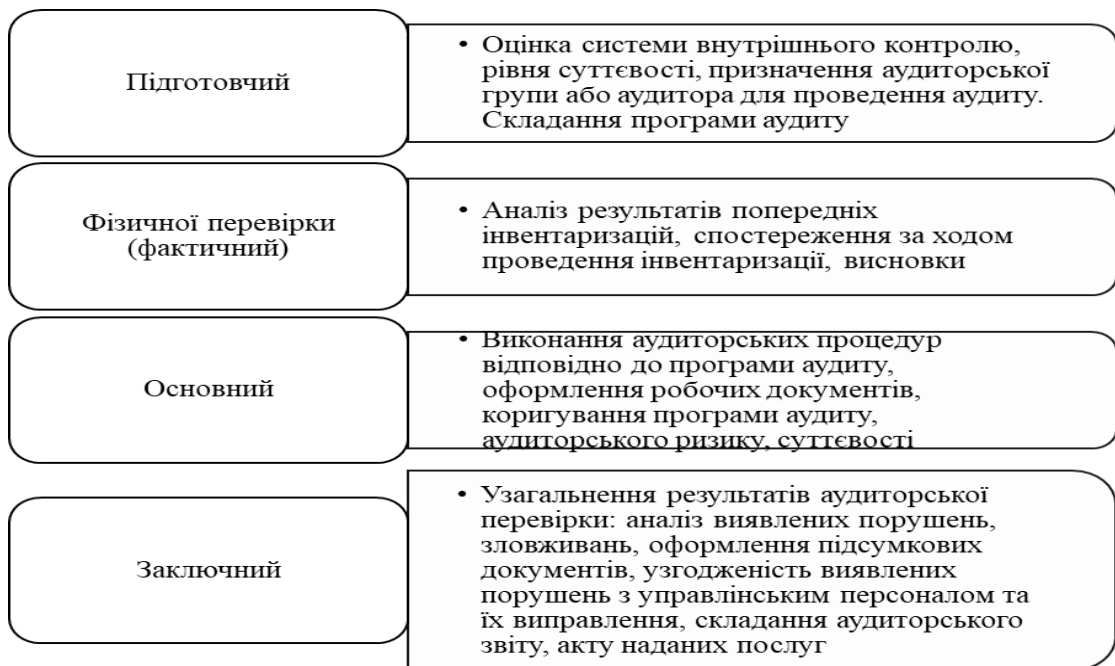 Підготовчий
• Оцінка системи внутрішнього контролю,
рівня суттєвості, призначення аудиторської
групи або аудитора для проведення аудиту.
Складання програми аудиту
Фізичної перевірки
(фактичний)
• Аналіз результатів попередніх
інвентаризацій, спостереження за ходом
проведення інвентаризації, висновки
Основний
• Виконання аудиторських процедур
відповідно до програми аудиту,
оформлення робочих документів,
коригування програми аудиту,
аудиторського ризику, суттєвості
Заключний
• Узагальнення результатів аудиторської
перевірки: аналіз виявлених порушень,
зловживань, оформлення підсумкових
документів, узгодженість виявлених
порушень з управлінським персоналом та
їх виправлення, складання аудиторського
звіту, акту наданих послуг